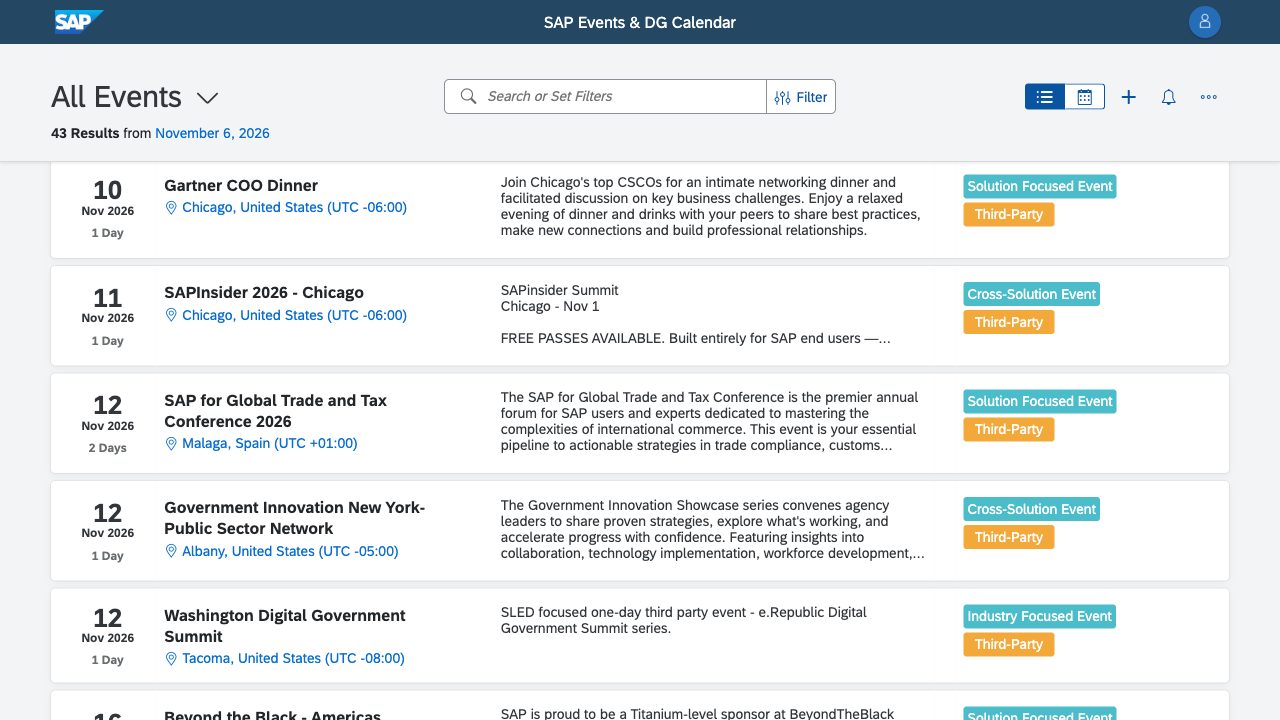 SAP
SAP Events & DG Calendar
All Events
Search or Set Filters
Filter
43 Results from November 6, 2026
10
Nov 2026
1 Day
Gartner COO Dinner
Chicago, United States (UTC -06:00)
Join Chicago's top CSCOs for an intimate networking dinner and
facilitated discussion on key business challenges. Enjoy a relaxed
evening of dinner and drinks with your peers to share best practices,
make new connections and build professional relationships.
Solution Focused Event
Third-Party
11
Nov 2026
1 Day
SAPInsider 2026 - Chicago
Chicago, United States (UTC -06:00)
SAPinsider Summit
Chicago - Nov 1
FREE PASSES AVAILABLE. Built entirely for SAP end users —...
Cross-Solution Event
Third-Party
12
Nov 2026
2 Days
SAP for Global Trade and Tax
Conference 2026
Malaga, Spain (UTC +01:00)
The SAP for Global Trade and Tax Conference is the premier annual
forum for SAP users and experts dedicated to mastering the
complexities of international commerce. This event is your essential
pipeline to actionable strategies in trade compliance, customs...
Solution Focused Event
Third-Party
12
Nov 2026
1 Day
Government Innovation New York-
Public Sector Network
Albany, United States (UTC -05:00)
The Government Innovation Showcase series convenes agency
leaders to share proven strategies, explore what's working, and
accelerate progress with confidence. Featuring insights into
collaboration, technology implementation, workforce development,...
Cross-Solution Event
Third-Party
12
Nov 2026
1 Day
Washington Digital Government
Summit
Tacoma, United States (UTC -08:00)
SLED focused one-day third party event - e.Republic Digital
Government Summit series.
Industry Focused Event
Third-Party
16
Beyond the Black - Americas
SAP is proud to be a Titanium-level sponsor at BeyondTheBlack
Solution Focused Event